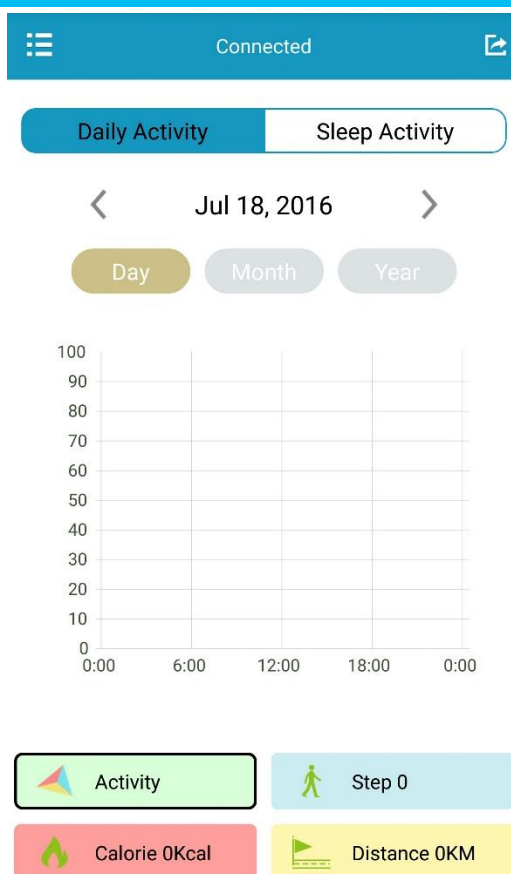 Connected
Daily Activity Sleep Activity
Jul 18, 2016
Day Month Year
100
90
80
70
60
50
40
30
20
10
0
0:00 6:00 12:00 18:00 0:00
Activity Step 0
Calorie 0Kcal Distance 0KM